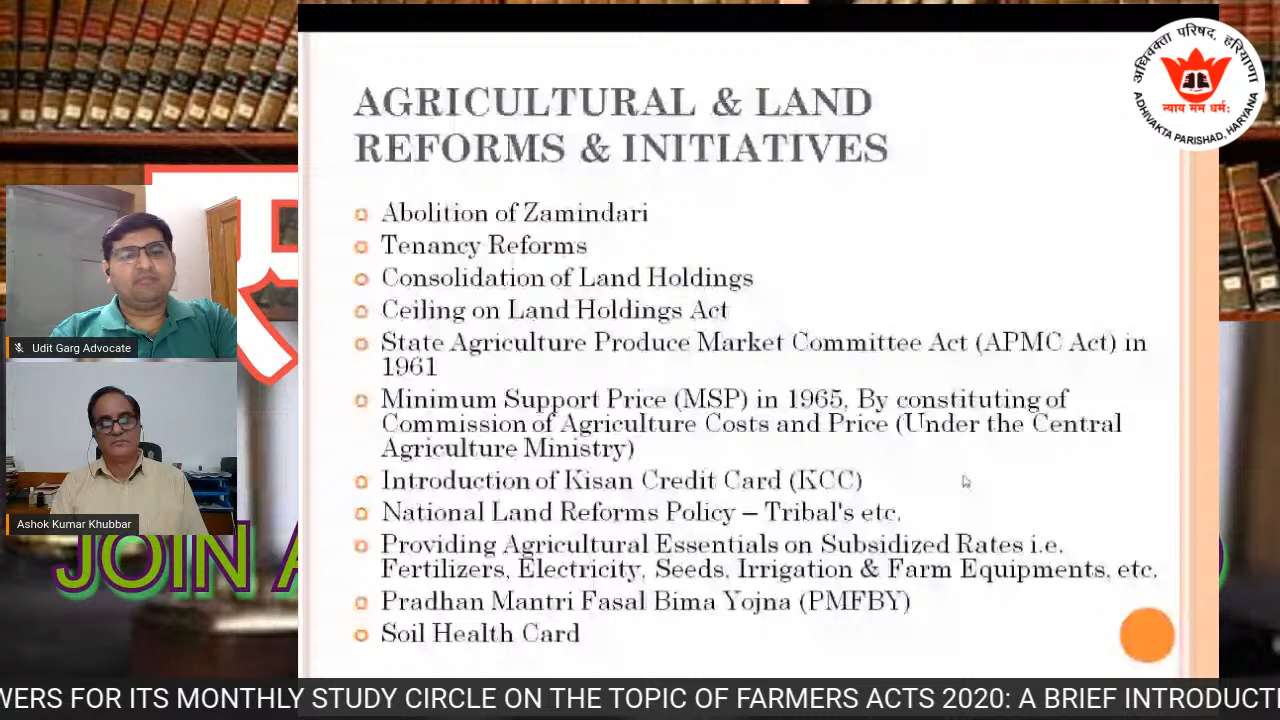 AGRICULTURAL & LAND
REFORMS & INITIATIVES
Abolition of Zamindari
Tenancy Reforms
Consolidation of Land Holdings
Ceiling on Land Holdings Act
State Agriculture Produce Market Committee Act (APMC Act) in
1961
Minimum Support Price (MSP) in 1965, By constituting of
Commission of Agriculture Costs and Price (Under the Central
Agriculture Ministry)
Introduction of Kisan Credit Card (KCC)
National Land Reforms Policy – Tribal's etc.
Providing Agricultural Essentials on Subsidized Rates i.e.
Fertilizers, Electricity, Seeds, Irrigation & Farm Equipments, etc.
Pradhan Mantri Fasal Bima Yojna (PMFBY)
Soil Health Card
अधिवक्ता परिषद, हरियाणा
न्याय मम धर्म:
ADHIVAKTA PARISHAD, HARYANA
Udit Garg Advocate
Ashok Kumar Khubbar
JOIN A
WERS FOR ITS MONTHLY STUDY CIRCLE ON THE TOPIC OF FARMERS ACTS 2020: A BRIEF INTRODUCTI